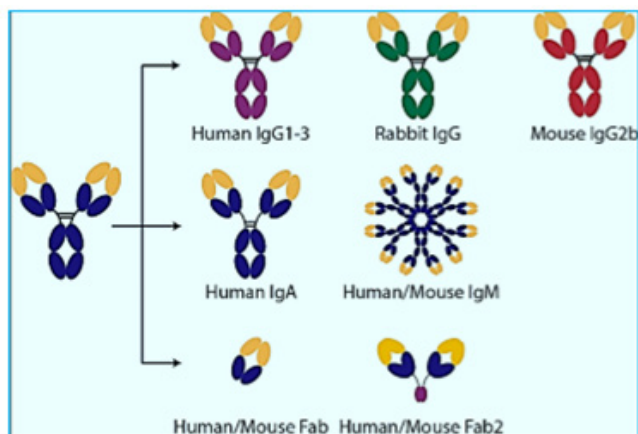 Human IgG1-3 Rabbit IgG Mouse IgG2b
Human IgA Human/Mouse IgM
Human/Mouse Fab Human/Mouse Fab2